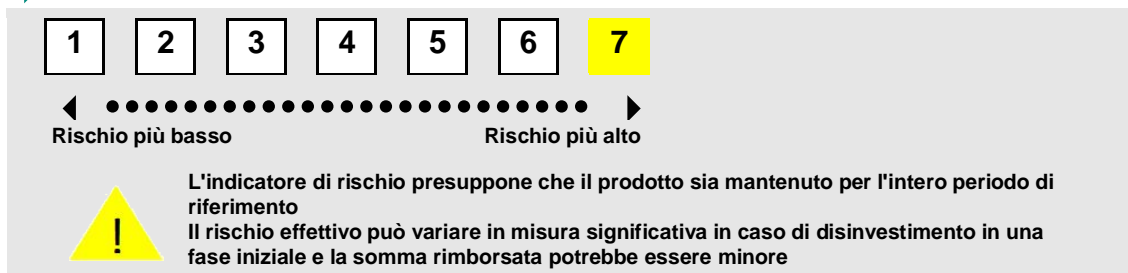 1 2 3 4 5 6 7
Rischio più basso Rischio più alto
L'indicatore di rischio presuppone che il prodotto sia mantenuto per l'intero periodo di
riferimento
!
Il rischio effettivo può variare in misura significativa in caso di disinvestimento in una
fase iniziale e la somma rimborsata potrebbe essere minore